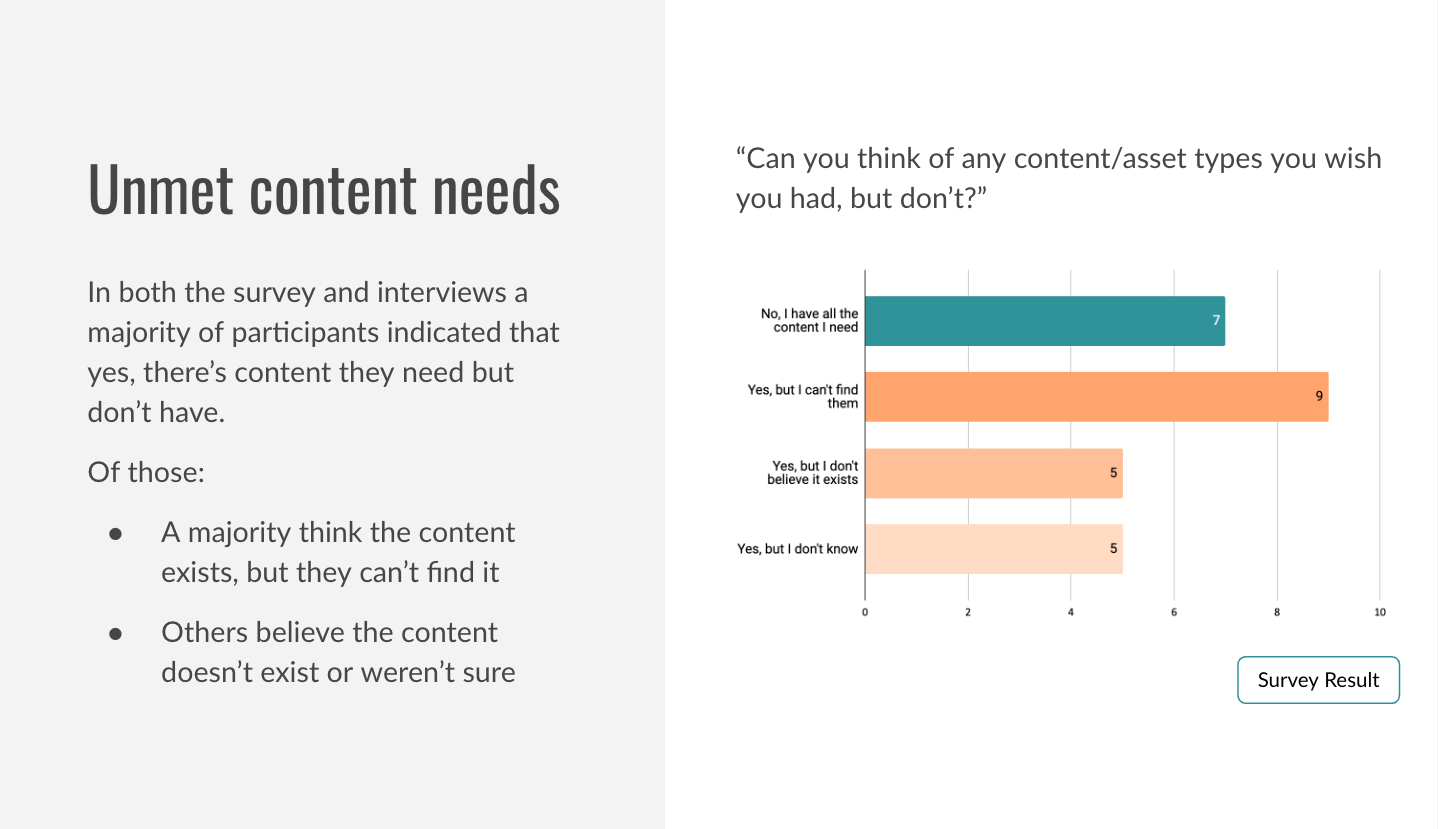 Unmet content needs
In both the survey and interviews a
majority of participants indicated that
yes, there’s content they need but
don’t have.
Of those:
● A majority think the content
exists, but they can’t find it
● Others believe the content
doesn’t exist or weren’t sure
“Can you think of any content/asset types you wish
you had, but don’t?”
No, I have all the
content I need
7
Yes, but I can't find
them
9
Yes, but I don't
believe it exists
5
Yes, but I don't know
5
0 2 4 6 8 10
Survey Result